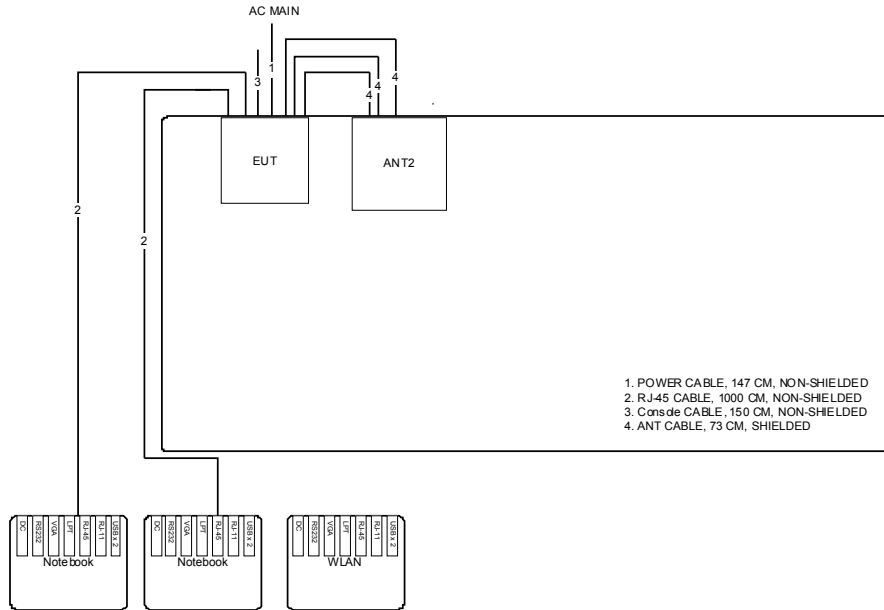 AC MAIN
1
3
4
4
4
2
2
EUT
ANT2
1. POWER CABLE, 147 CM, NON-SHIELDED
2. RJ-45 CABLE, 1000 CM, NON-SHIELDED
3. Console CABLE, 150 CM, NON-SHIELDED
4. ANT CABLE, 73 CM, SHIELDED
DC
RS232
VGA
LPT
RJ-45
RJ-11
USB x 2
Notebook
DC
RS232
VGA
LPT
RJ-45
RJ-11
USB x 2
Notebook
DC
RS232
VGA
LPT
RJ-45
RJ-11
USB x 2
WLAN